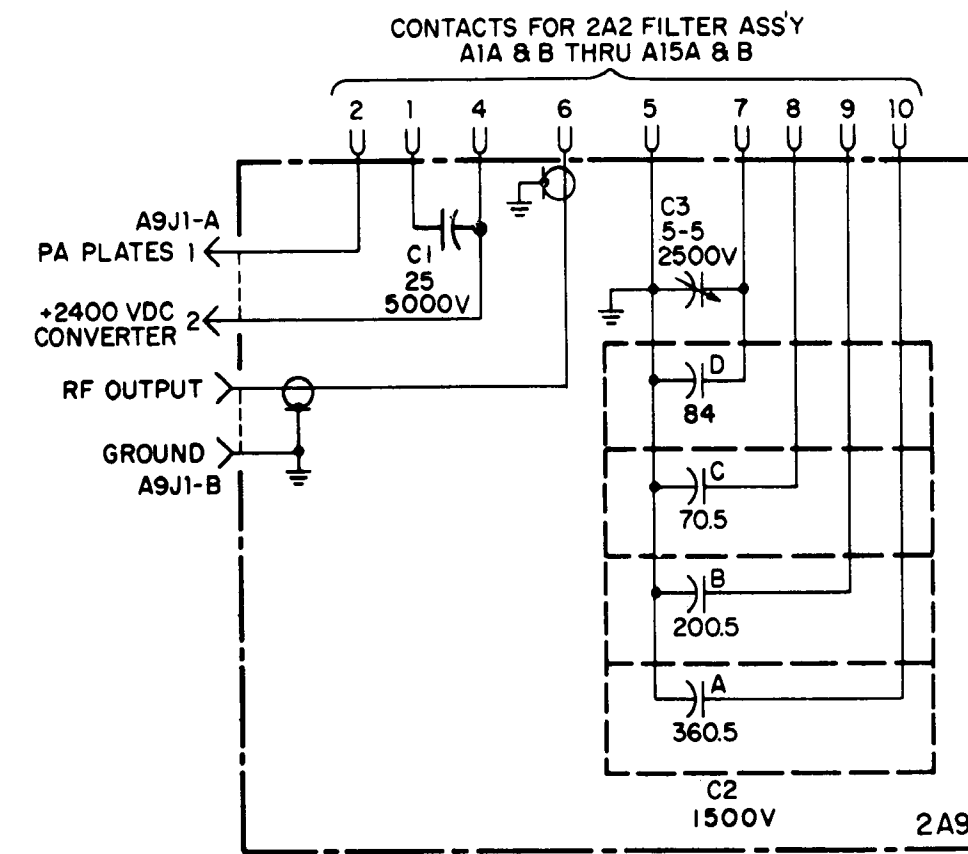 CONTACTS FOR 2A2 FILTER ASS'Y
A1A & B THRU A15A & B
2 1 4 6 5 7 8 9 10
A9J1-A
PA PLATES 1
+2400 VDC
CONVERTER 2
RF OUTPUT
GROUND
A9J1-B
C1
25
5000V
C3
5-5
2500V
D
84
C
70.5
B
200.5
A
360.5
C2
1500V
2A9